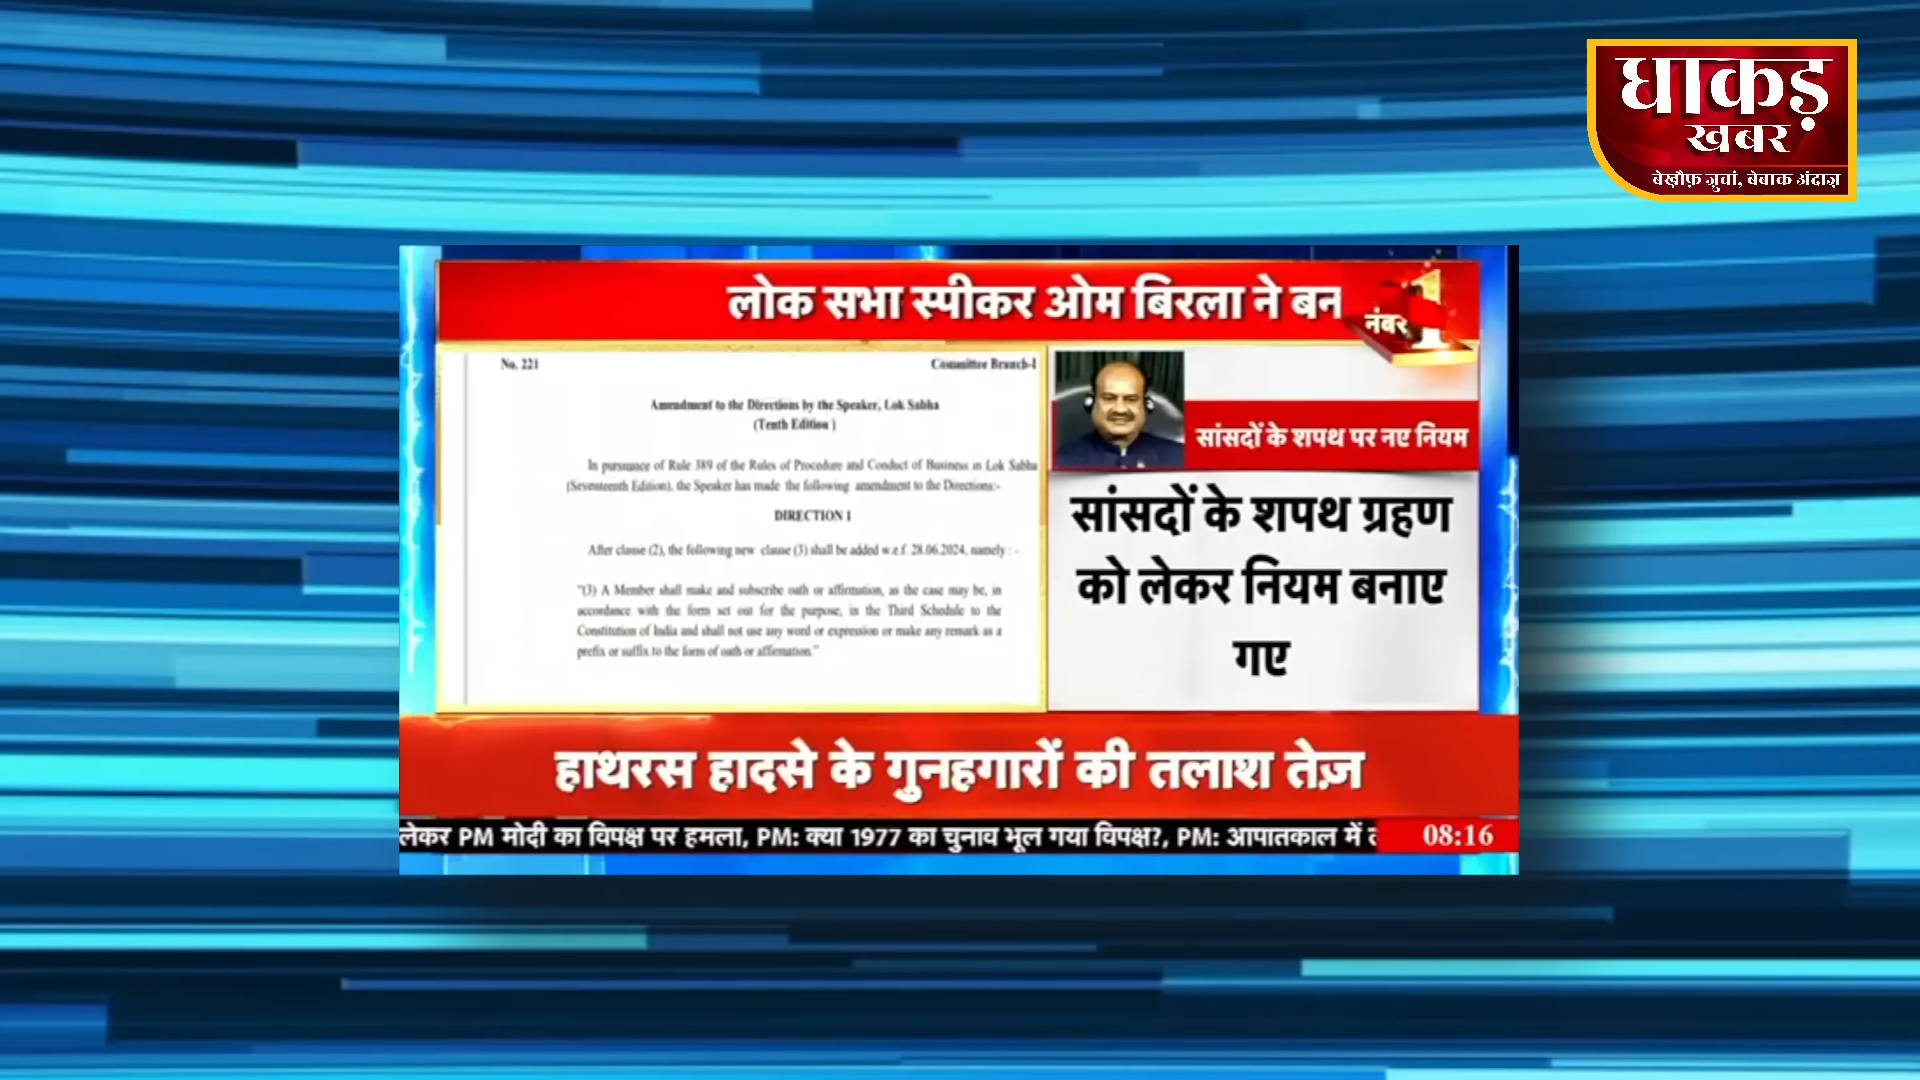 धाकड़
खबर
बेख़ौफ़ जुबां, बेबाक अंदाज़
लोक सभा स्पीकर ओम बिरला ने बन
नंबर
No. 221
Committee Branch-I
Amendment to the Directions by the Speaker, Lok Sabha
(Tenth Edition )
In pursuance of Rule 389 of the Rules of Procedure and Conduct of Business in Lok Sabha
(Seventeenth Edition), the Speaker has made the following amendment to the Directions:-
DIRECTION 1
After clause (2), the following new clause (3) shall be added w.e.f. 28.06.2024, namely : -
"(3) A Member shall make and subscribe oath or affirmation, as the case may be, in
accordance with the form set out for the purpose, in the Third Schedule to the
Constitution of India and shall not use any word or expression or make any remark as a
prefix or suffix to the form of oath or affirmation."
सांसदों के शपथ पर नए नियम
सांसदों के शपथ ग्रहण
को लेकर नियम बनाए
गए
हाथरस हादसे के गुनहगारों की तलाश तेज़
लेकर PM मोदी का विपक्ष पर हमला, PM: क्या 1977 का चुनाव भूल गया विपक्ष?, PM: आपातकाल में
08:16